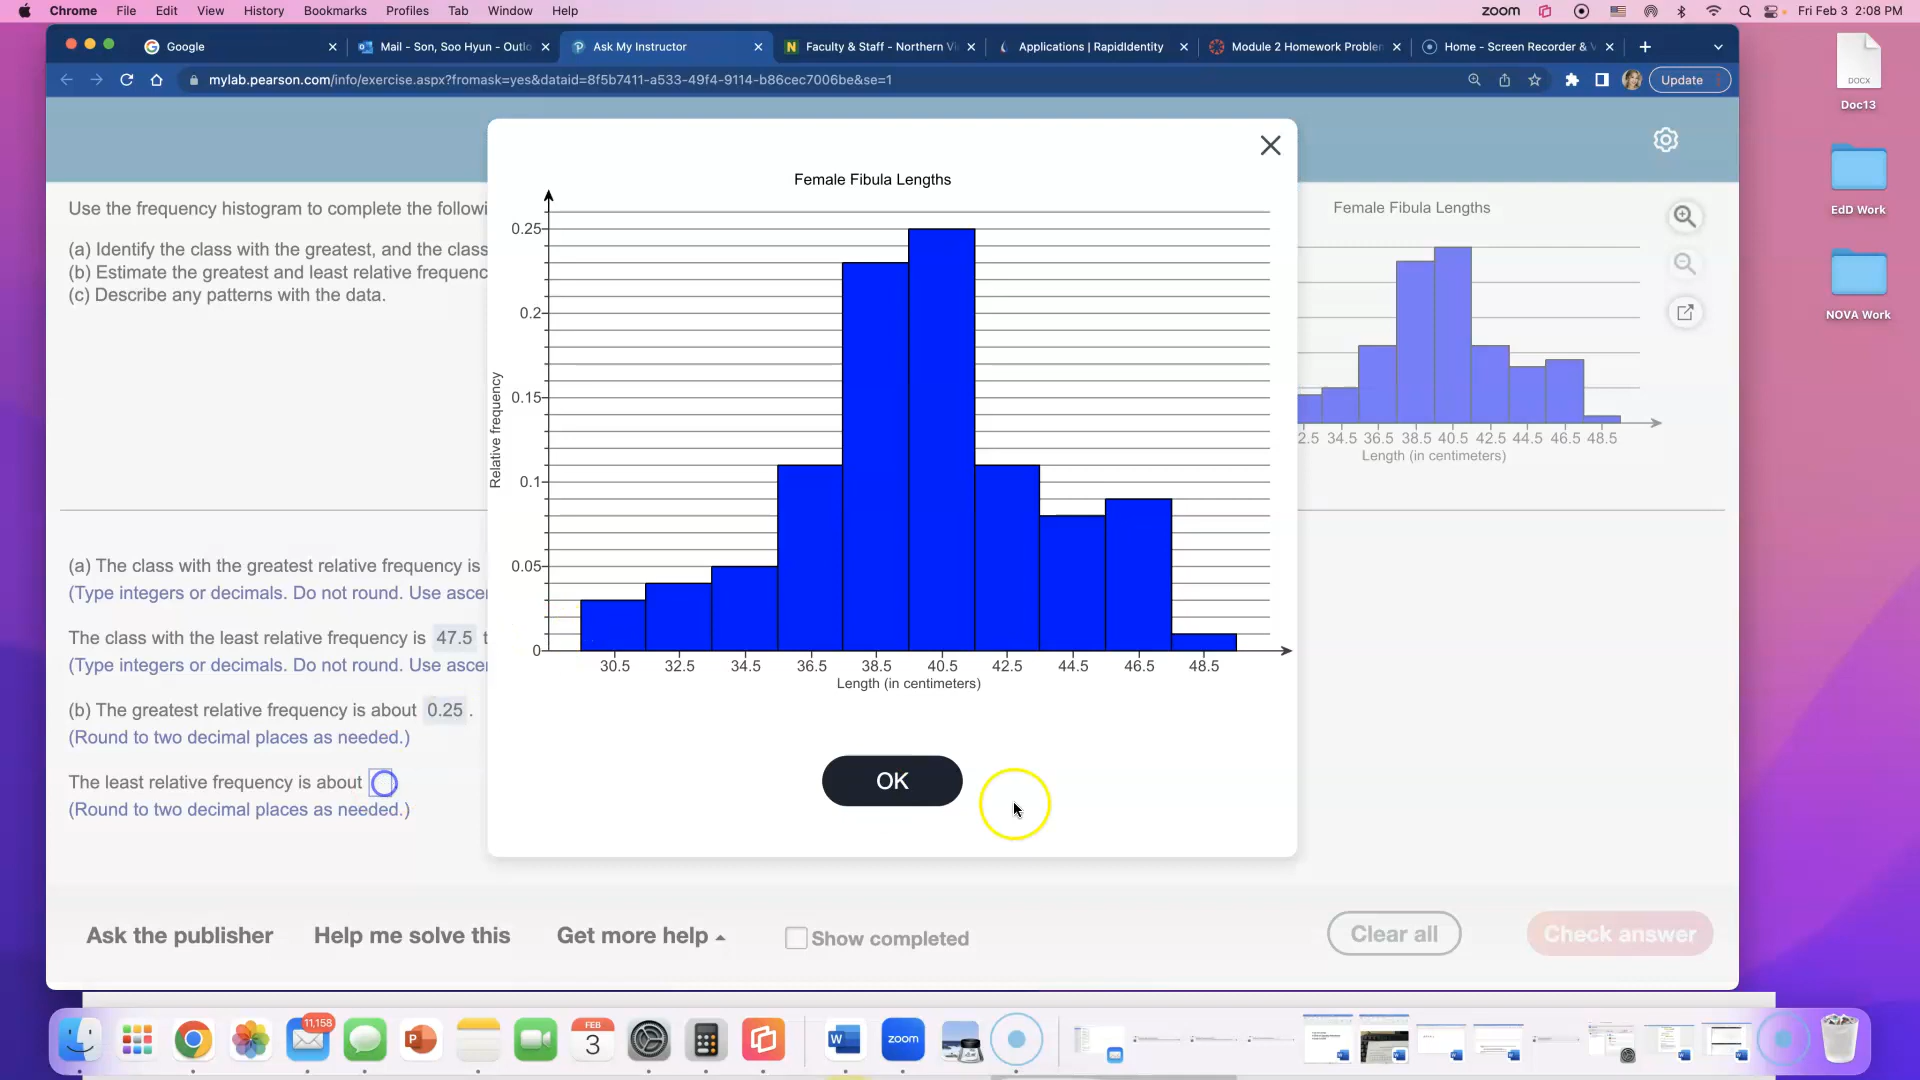 Chrome File Edit View History Bookmarks Profiles Tab Window Help
zoom Fri Feb 3 2:08 PM
Google
Mail - Son, Soo Hyun - Outlo
Ask My Instructor
Faculty & Staff - Northern Vi
Applications | RapidIdentity
Module 2 Homework Problem
Home - Screen Recorder & V
mylab.pearson.com/info/exercise.aspx?fromask=yes&dataid=8f5b7411-a533-49f4-9114-b86cec7006be&se=1
Update
DOCX
Doc13
EdD Work
NOVA Work
Use the frequency histogram to complete the followi
(a) Identify the class with the greatest, and the class
(b) Estimate the greatest and least relative frequenc
(c) Describe any patterns with the data.
Female Fibula Lengths
0.25
0.2
0.15
0.1
0.05
0
Relative frequency
30.5 32.5 34.5 36.5 38.5 40.5 42.5 44.5 46.5 48.5
Length (in centimeters)
OK
Female Fibula Lengths
2.5 34.5 36.5 38.5 40.5 42.5 44.5 46.5 48.5
Length (in centimeters)
(a) The class with the greatest relative frequency is
(Type integers or decimals. Do not round. Use ascen
The class with the least relative frequency is 47.5 t
(Type integers or decimals. Do not round. Use ascen
(b) The greatest relative frequency is about 0.25 .
(Round to two decimal places as needed.)
The least relative frequency is about
(Round to two decimal places as needed.)
Ask the publisher
Help me solve this
Get more help
Show completed
Clear all
Check answer
11,158
FEB
3
zoom